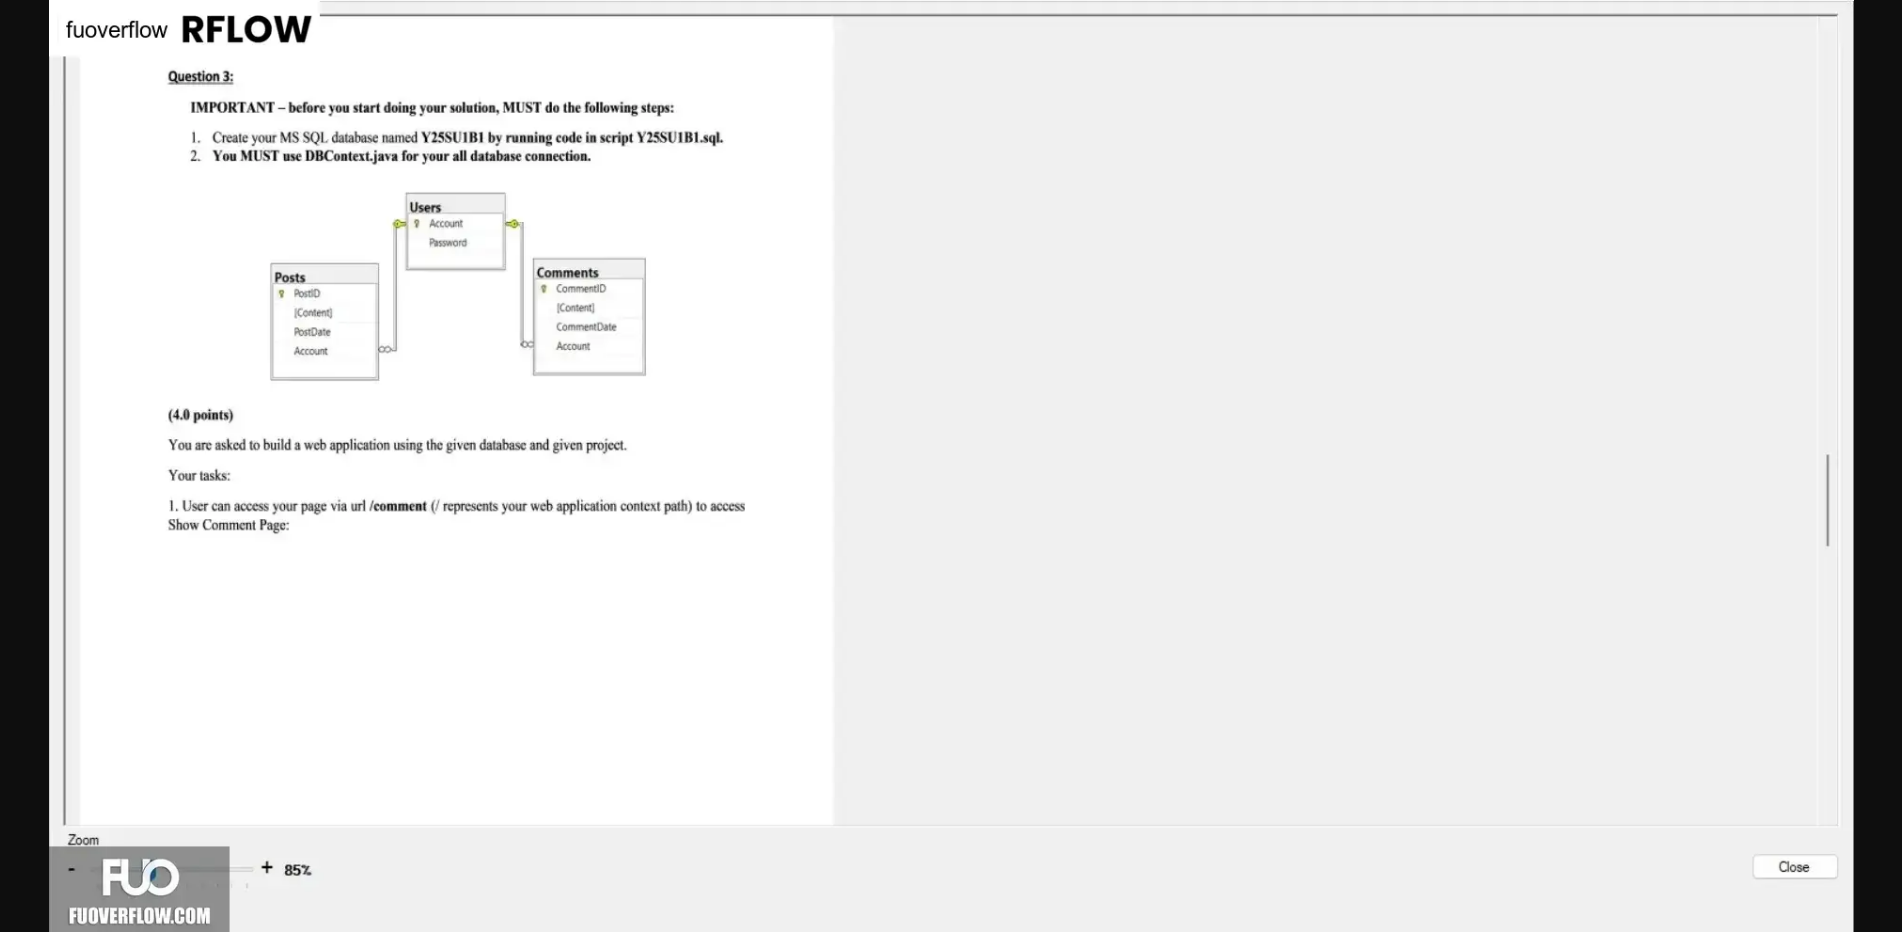 fuoverflow RFLOW
Question 3:
IMPORTANT – before you start doing your solution, MUST do the following steps:
1. Create your MS SQL database named Y25SU1B1 by running code in script Y25SU1B1.sql.
2. You MUST use DBContext.java for your all database connection.
Users
Account
Password
Posts
PostID
[Content]
PostDate
Account
Comments
CommentID
[Content]
CommentDate
Account
(4.0 points)
You are asked to build a web application using the given database and given project.
Your tasks:
1. User can access your page via url /comment (/ represents your web application context path) to access
Show Comment Page:
Zoom
- + 85%
Close
FUO
FUOVERFLOW.COM